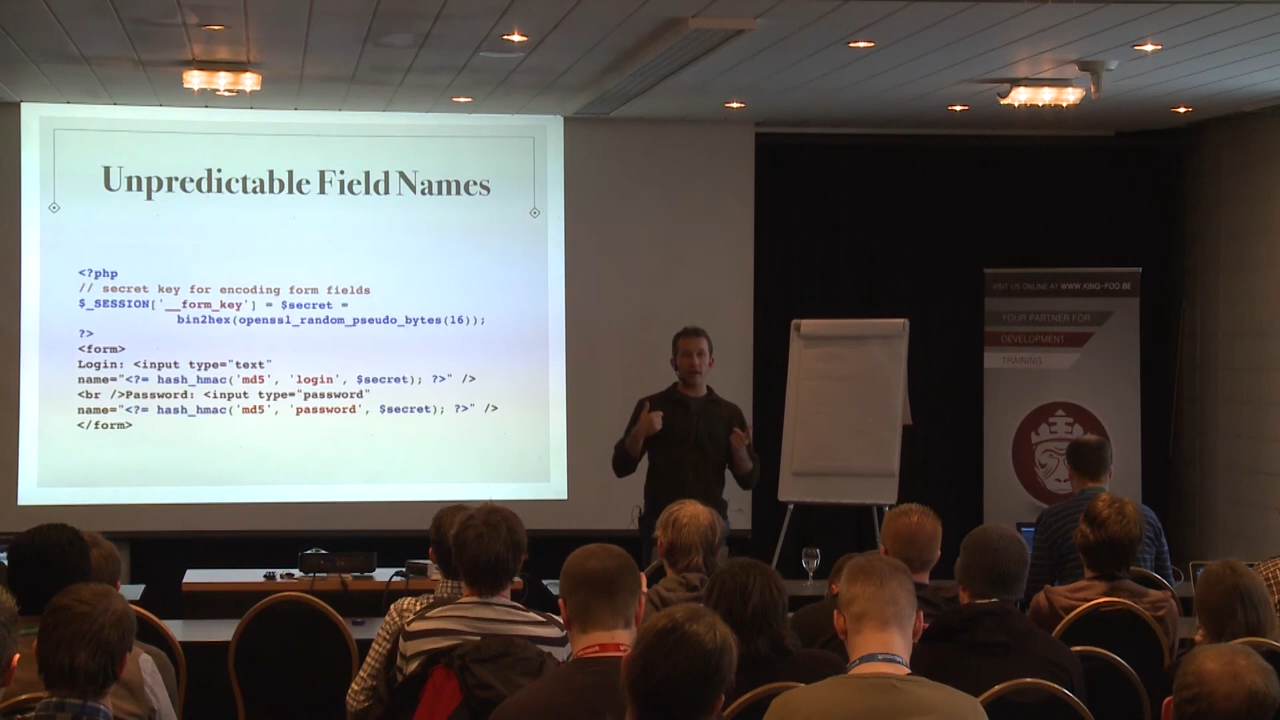 Unpredictable Field Names
<?php
// secret key for encoding form fields
$_SESSION['__form_key'] = $secret =
bin2hex(openssl_random_pseudo_bytes(16));
?>
<form>
Login: <input type="text"
name="<?= hash_hmac('md5', 'login', $secret); ?>" />
<br />Password: <input type="password"
name="<?= hash_hmac('md5', 'password', $secret); ?>" />
</form>
VISIT US ONLINE AT WWW.KING-FOO.BE
YOUR PARTNER FOR
DEVELOPMENT
TRAINING